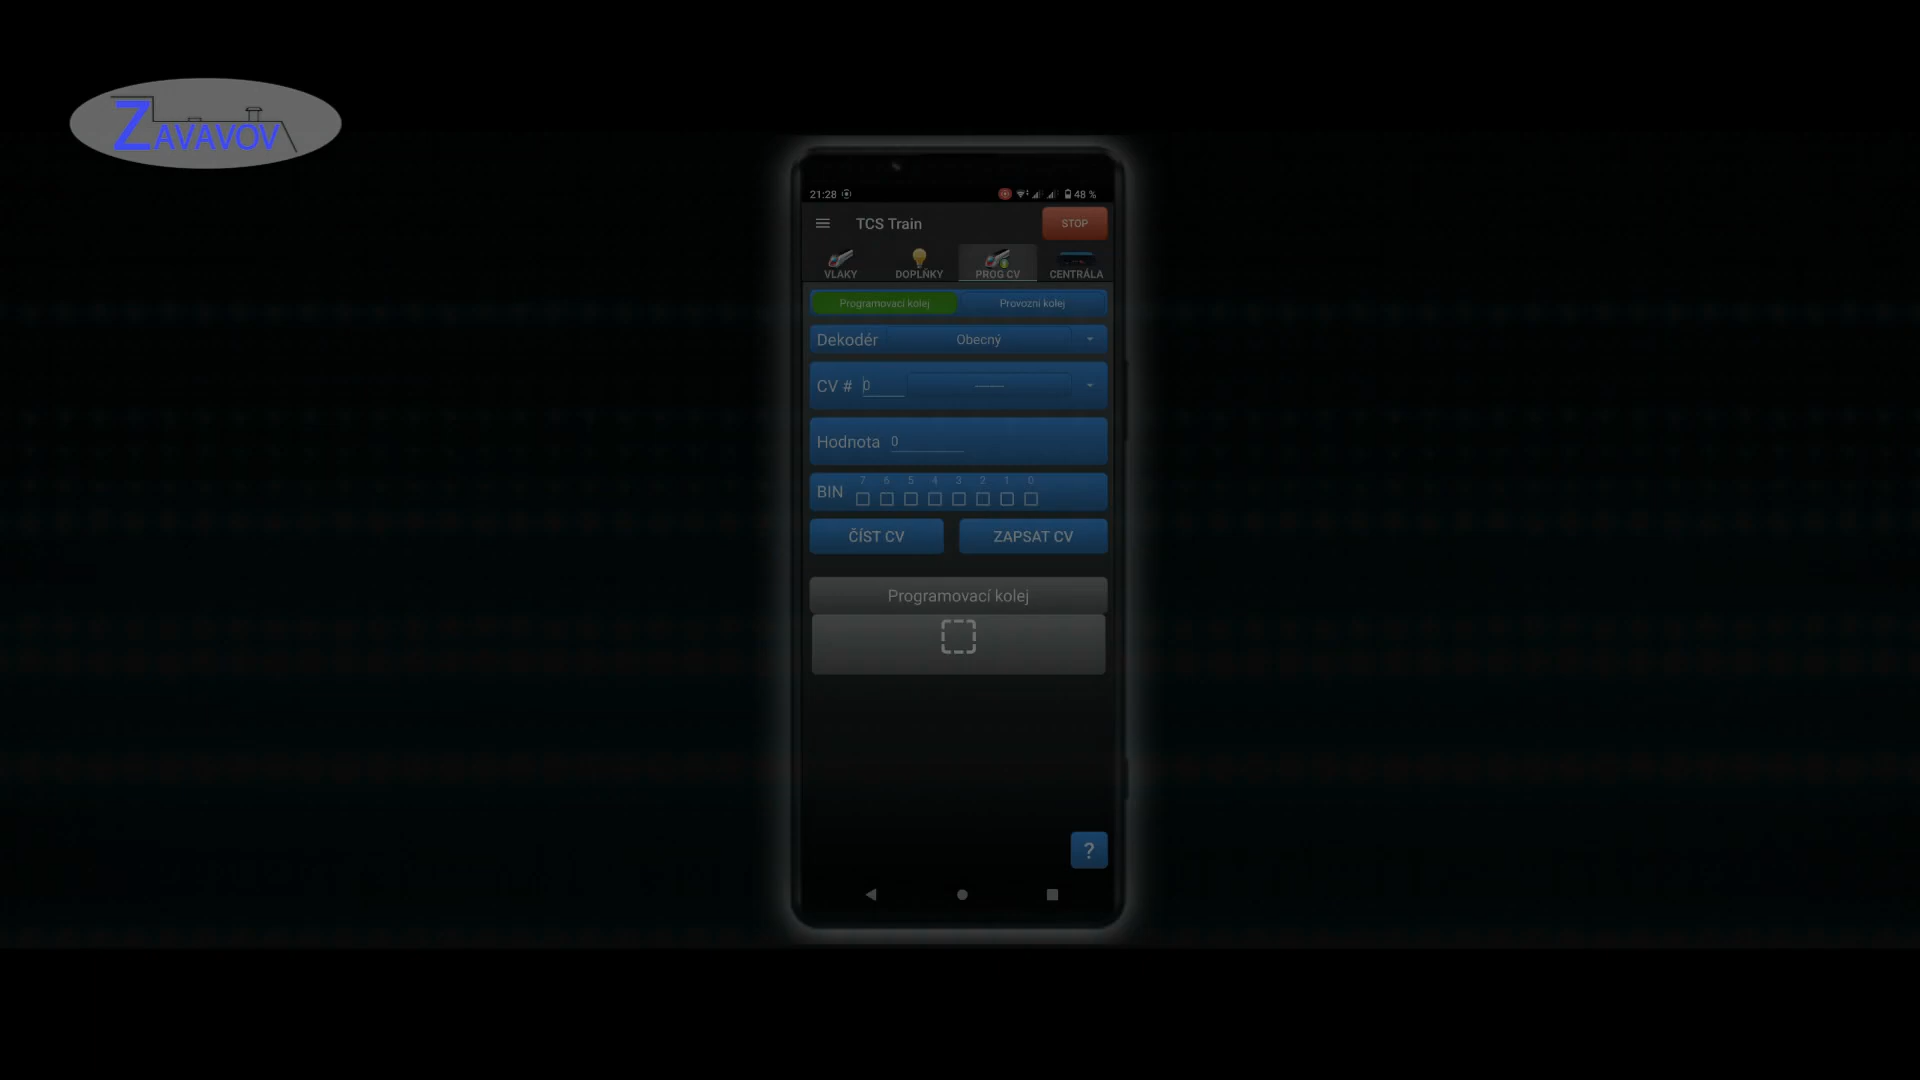 ZAVAVOV
21:28 48 %
TCS Train STOP
VLAKY DOPLŇKY PROG CV CENTRÁLA
Programovací kolej Provozní kolej
Dekodér Obecný
CV # 0 -------
Hodnota 0
7 6 5 4 3 2 1 0
BIN
ČÍST CV ZAPSAT CV
Programovací kolej
?